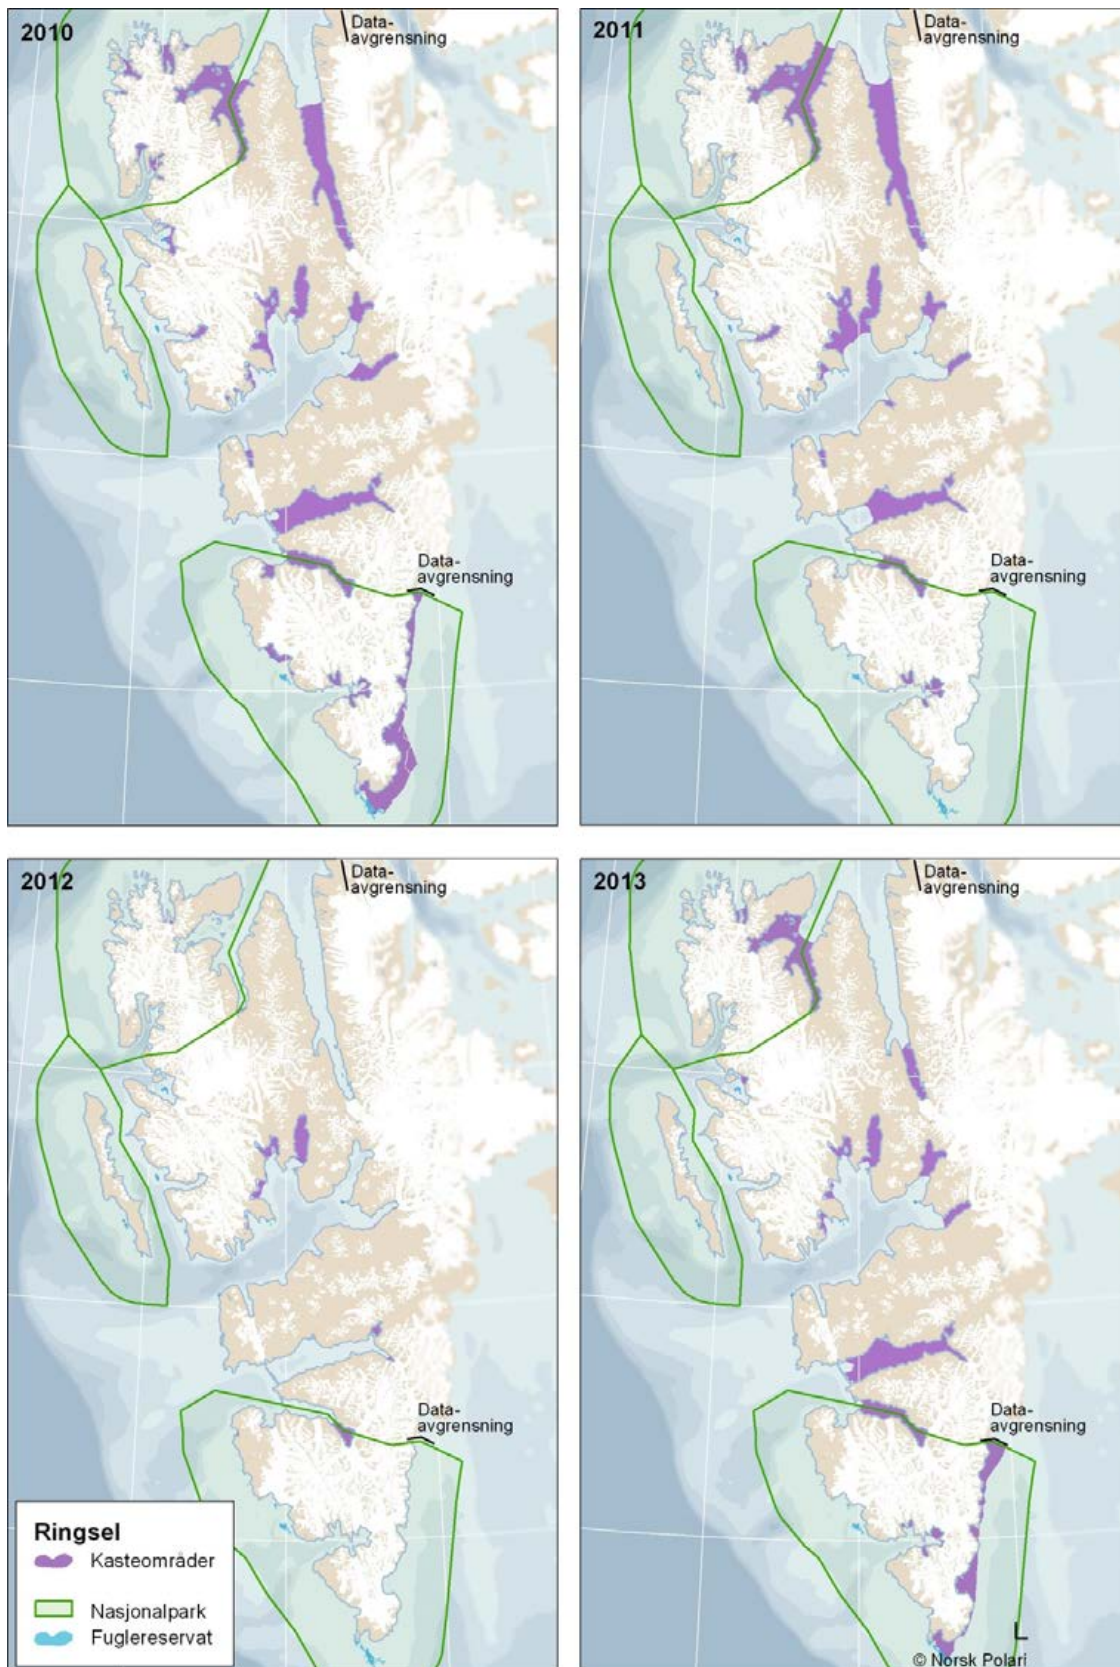 2010
Data-
avgrensning
Data-
avgrensning
2011
Data-
avgrensning
Data-
avgrensning
2012
Data-
avgrensning
Data-
avgrensning
Ringsel
Kasteområder
Nasjonalpark
Fuglereservat
2013
Data-
avgrensning
Data-
avgrensning
© Norsk Polari